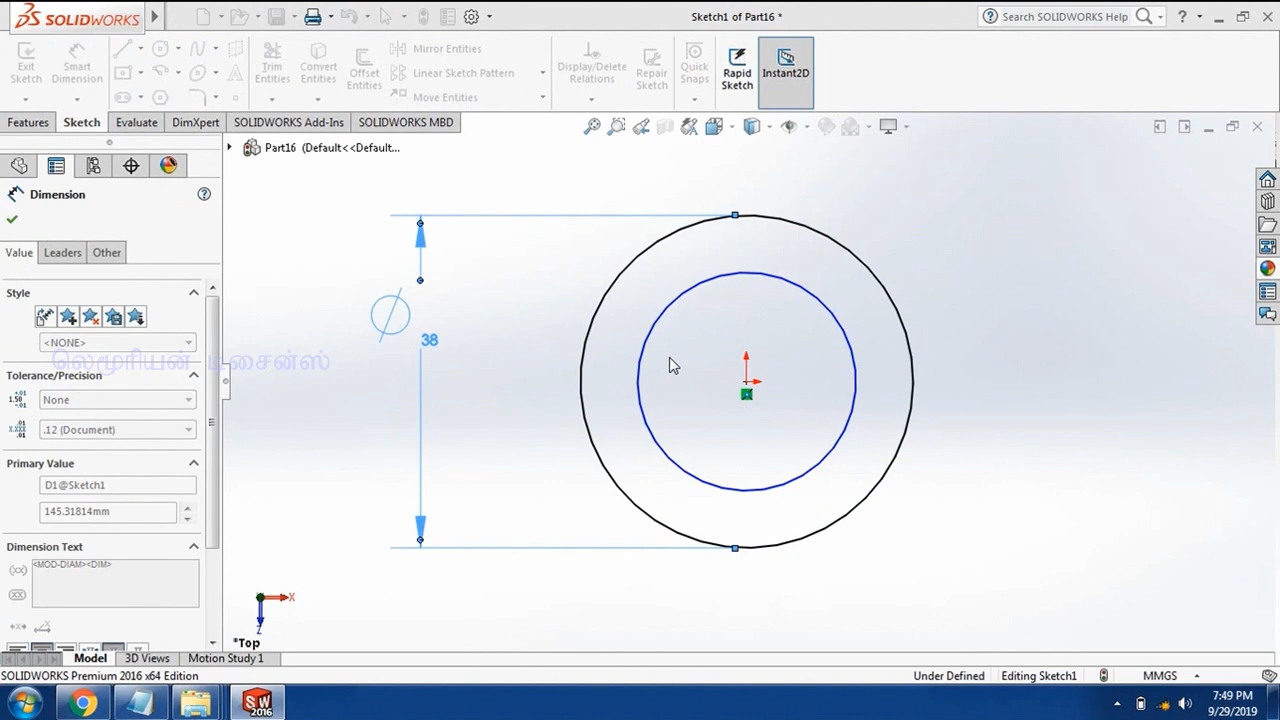 SOLIDWORKS
Sketch1 of Part16 *
Search SOLIDWORKS Help
Exit Sketch
Smart Dimension
Trim Entities
Convert Entities
Offset Entities
Mirror Entities
Linear Sketch Pattern
Move Entities
Display/Delete Relations
Repair Sketch
Quick Snaps
Rapid Sketch
Instant2D
Features Sketch Evaluate DimXpert SOLIDWORKS Add-Ins SOLIDWORKS MBD
Part16 (Default<<Default...
Dimension
Value Leaders Other
Style
<NONE>
லெமூரியன் டிசைன்ஸ்
Tolerance/Precision
None
.12 (Document)
Primary Value
D1@Sketch1
145.31814mm
Dimension Text
<MOD-DIAM><DIM>
38
X
Z
*Top
Model 3D Views Motion Study 1
SOLIDWORKS Premium 2016 x64 Edition
Under Defined Editing Sketch1 MMGS
7:49 PM
9/29/2019